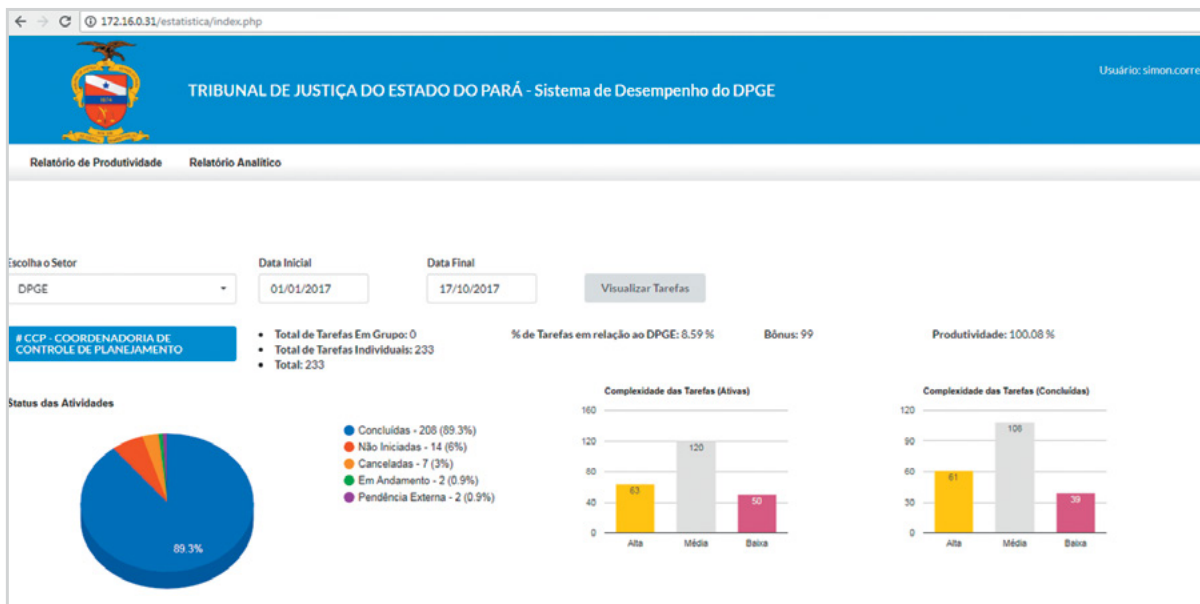 172.16.0.31/estatistica/index.php
Usuário: simon.corre
TRIBUNAL DE JUSTIÇA DO ESTADO DO PARÁ - Sistema de Desempenho do DPGE
Relatório de Produtividade Relatório Analítico
Escolha o Setor Data Inicial Data Final
DPGE 01/01/2017 17/10/2017 Visualizar Tarefas
# CCP - COORDENADORIA DE
CONTROLE DE PLANEJAMENTO
• Total de Tarefas Em Grupo: 0
• Total de Tarefas Individuais: 233
• Total: 233
% de Tarefas em relação ao DPGE: 8.59 % Bônus: 99 Produtividade: 100.08 %
Status das Atividades
89.3%
Concluídas - 208 (89.3%)
Não Iniciadas - 14 (6%)
Canceladas - 7 (3%)
Em Andamento - 2 (0.9%)
Pendência Externa - 2 (0.9%)
Complexidade das Tarefas (Ativas)
160
120
80
40
0
63 120 50
Alta Média Baixa
Complexidade das Tarefas (Concluídas)
120
90
60
30
0
61 108 39
Alta Média Baixa